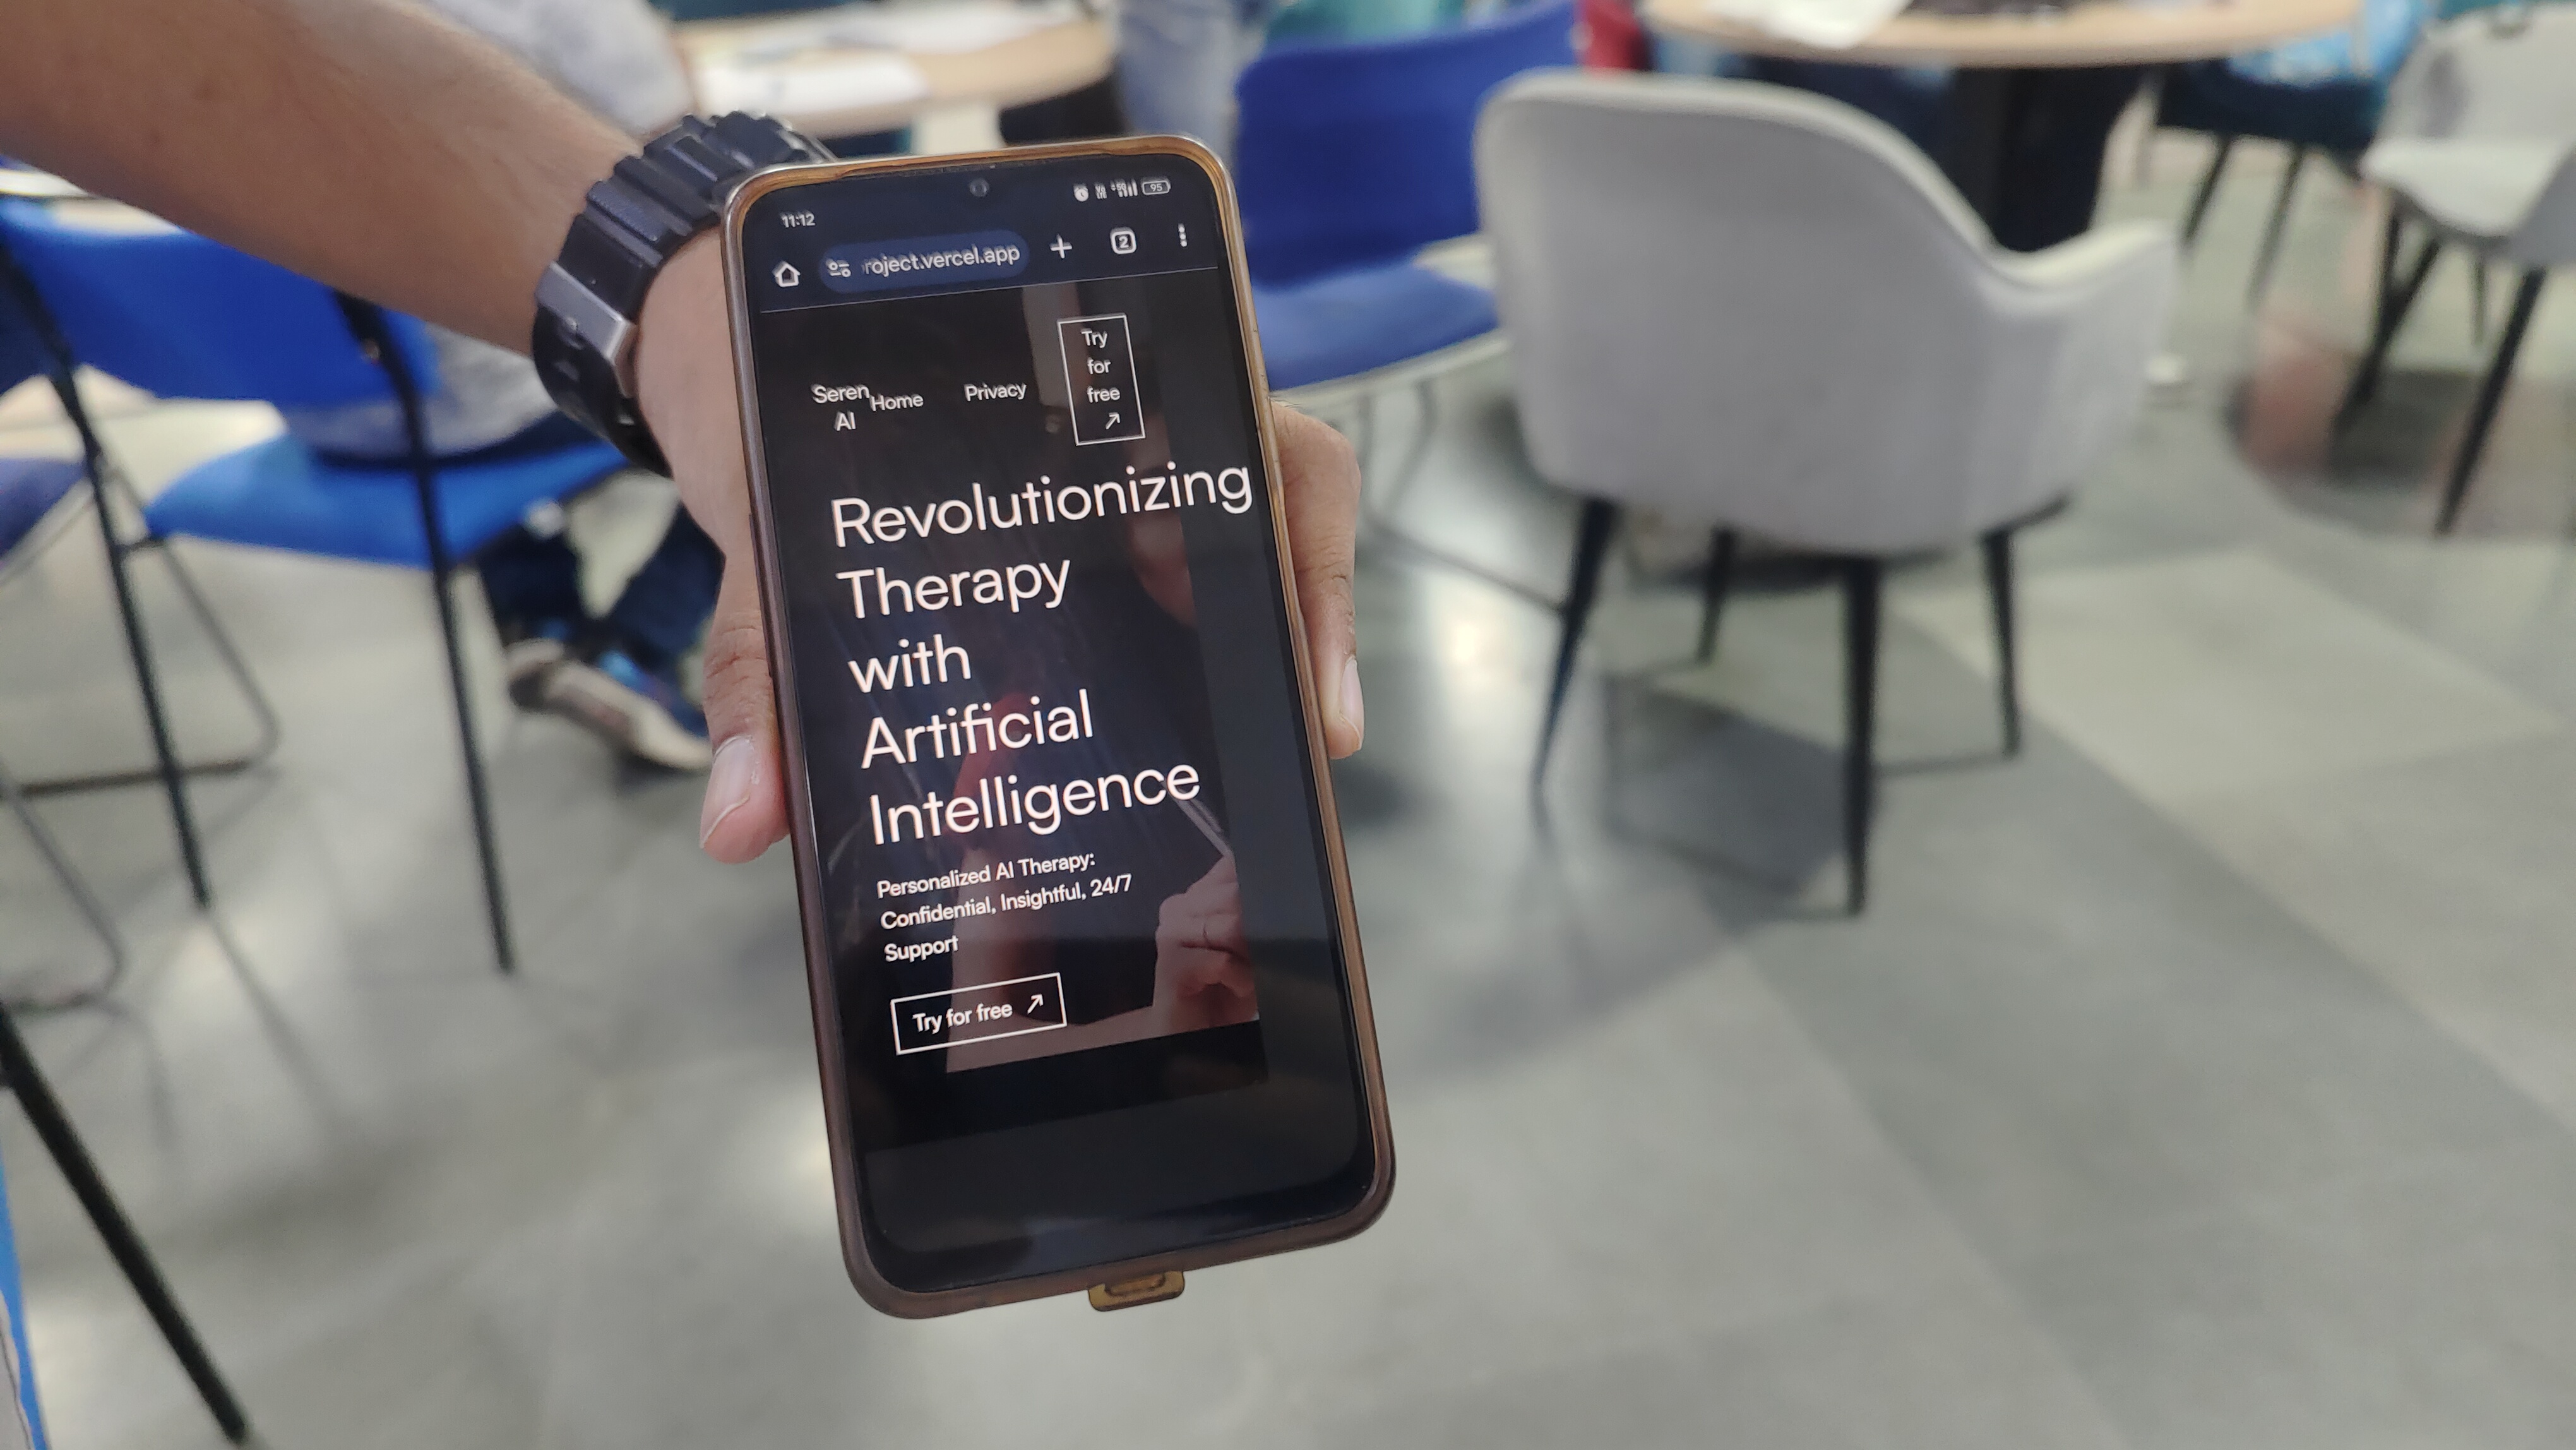 11:12
95
roject.vercel.app
2
Seren
AI
Home
Privacy
Try
for
free
Revolutionizing
Therapy
with
Artificial
Intelligence
Personalized AI Therapy:
Confidential, Insightful, 24/7
Support
Try for free